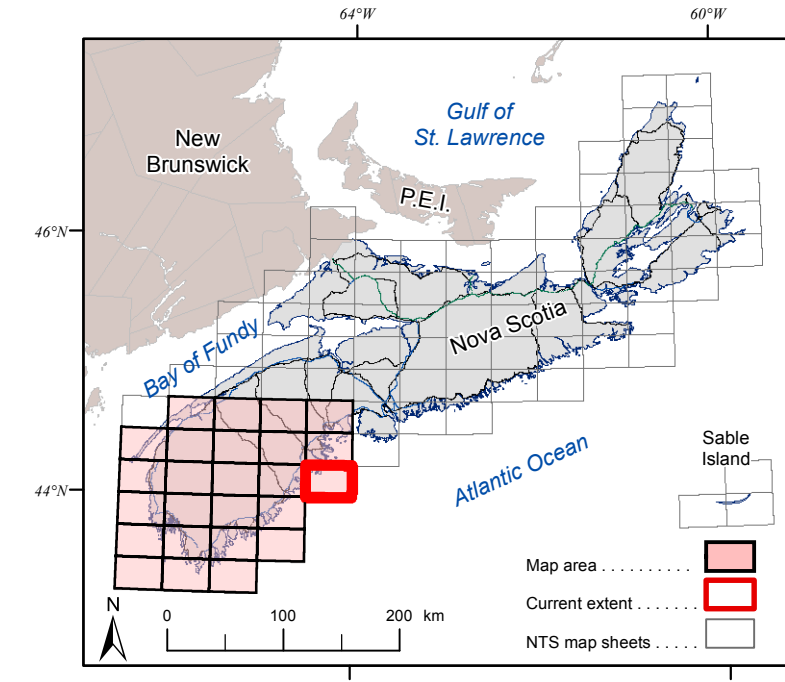 64°W
60°W
Gulf of
St. Lawrence
New
Brunswick
P.E.I.
46°N
Nova Scotia
Bay of Fundy
Sable
Island
Atlantic Ocean
44°N
Map area . . . . . . . . . .
Current extent . . . . . . .
NTS map sheets . . . . .
N
0 100 200 km